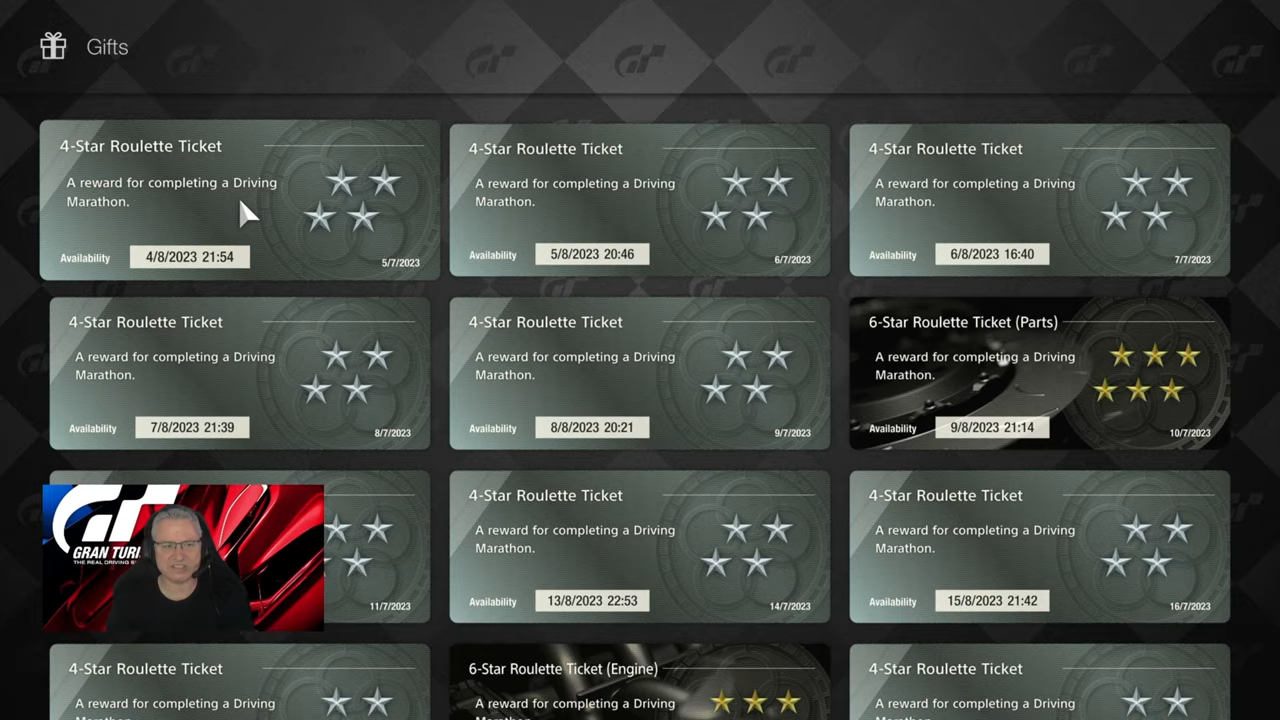 Gifts
4-Star Roulette Ticket
A reward for completing a Driving
Marathon.
Availability 4/8/2023 21:54 5/7/2023
4-Star Roulette Ticket
A reward for completing a Driving
Marathon.
Availability 5/8/2023 20:46 6/7/2023
4-Star Roulette Ticket
A reward for completing a Driving
Marathon.
Availability 6/8/2023 16:40 7/7/2023
4-Star Roulette Ticket
A reward for completing a Driving
Marathon.
Availability 7/8/2023 21:39 8/7/2023
4-Star Roulette Ticket
A reward for completing a Driving
Marathon.
Availability 8/8/2023 20:21 9/7/2023
6-Star Roulette Ticket (Parts)
A reward for completing a Driving
Marathon.
Availability 9/8/2023 21:14 10/7/2023
GRAN TURI
THE REAL DRIVING S
11/7/2023
4-Star Roulette Ticket
A reward for completing a Driving
Marathon.
Availability 13/8/2023 22:53 14/7/2023
4-Star Roulette Ticket
A reward for completing a Driving
Marathon.
Availability 15/8/2023 21:42 16/7/2023
4-Star Roulette Ticket
A reward for completing a Driving
6-Star Roulette Ticket (Engine)
A reward for completing a Driving
4-Star Roulette Ticket
A reward for completing a Driving